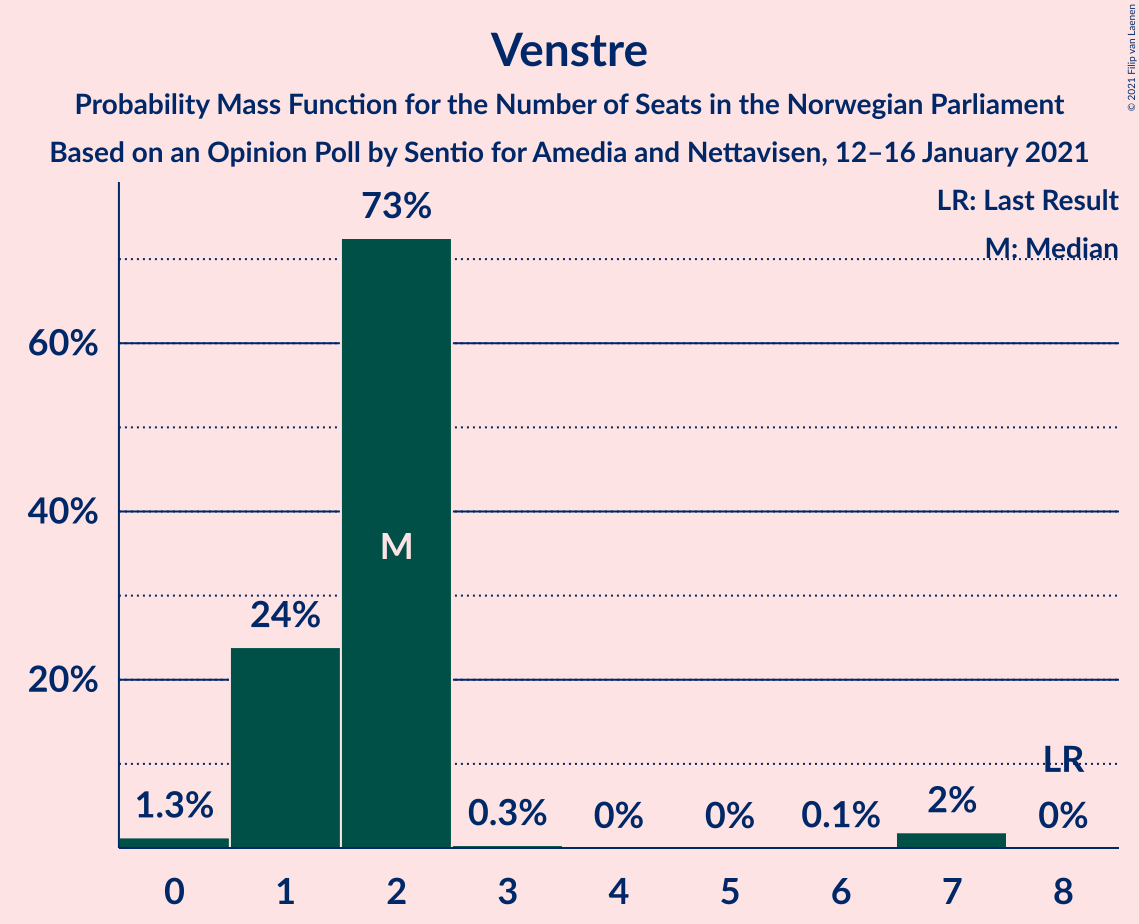 Venstre
Probability Mass Function for the Number of Seats in the Norwegian Parliament
Based on an Opinion Poll by Sentio for Amedia and Nettavisen, 12–16 January 2021
© 2021 Filip van Laenen
LR: Last Result
M: Median
73%
60%
40%
M
24%
20%
LR
1.3%
0.3%
0%
0%
0.1%
2%
0%
0
1
2
3
4
5
6
7
8